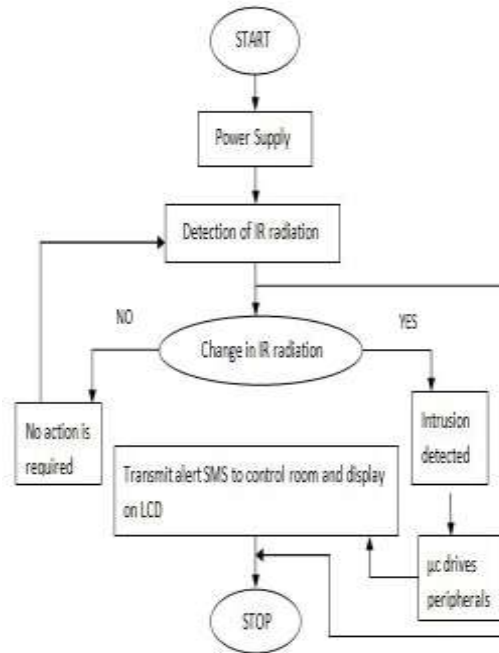 START
Power Supply
Detection of IR radiation
NO
YES
Change in IR radiation
No action is
required
Intrusion
detected
Transmit alert SMS to control room and display
on LCD
µc drives
peripherals
STOP